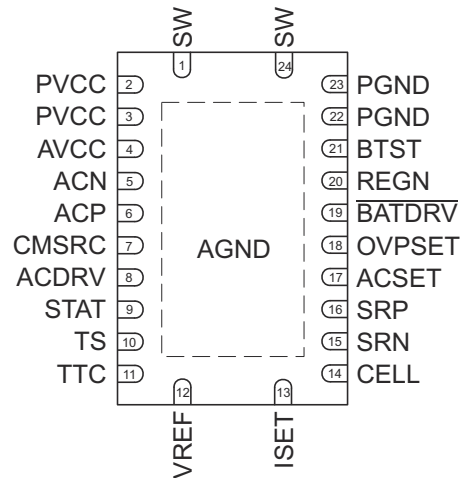 SW SW
1 24
PVCC 2 23 PGND
PVCC 3 22 PGND
AVCC 4 21 BTST
ACN 5 20 REGN
ACP 6 19 BATDRV
CMSRC 7 18 OVPSET
AGND
ACDRV 8 17 ACSET
STAT 9 16 SRP
TS 10 15 SRN
TTC 11 14 CELL
12 13
VREF ISET